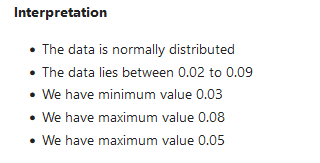 Interpretation
• The data is normally distributed
• The data lies between 0.02 to 0.09
• We have minimum value 0.03
• We have maximum value 0.08
• We have maximum value 0.05